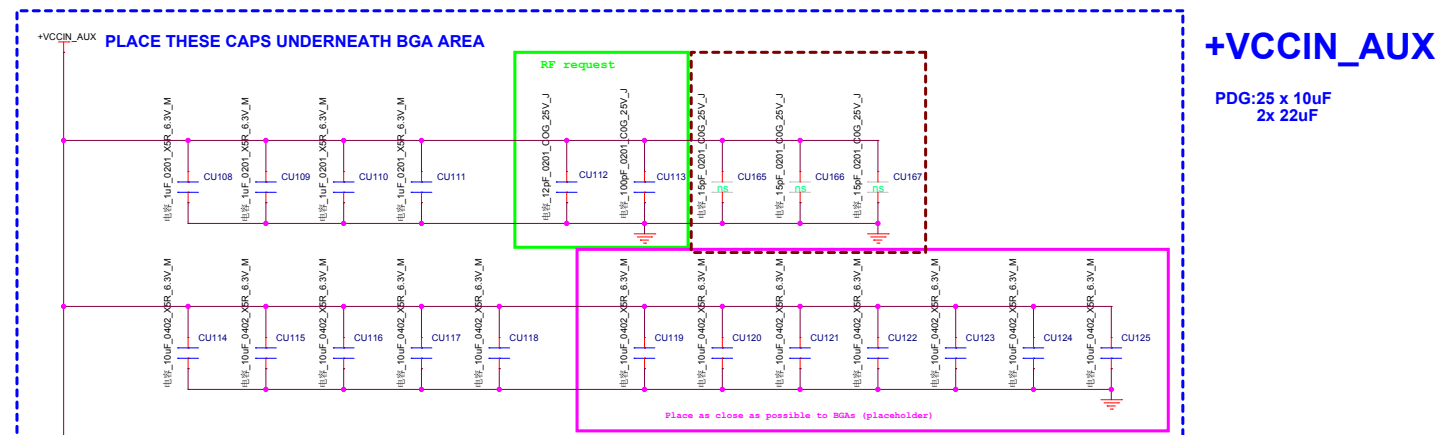 +VCCIN_AUX
PLACE THESE CAPS UNDERNEATH BGA AREA
+VCCIN_AUX
PDG:25 x 10uF
2x 22uF
RF request
电容_1uF_0201_X5R_6.3V_M
CU108
电容_1uF_0201_X5R_6.3V_M
CU109
电容_1uF_0201_X5R_6.3V_M
CU110
电容_1uF_0201_X5R_6.3V_M
CU111
电容_12pF_0201_COG_25V_J
CU112
电容_100pF_0201_C0G_25V_J
CU113
电容_15pF_0201_C0G_25V_J
ns
CU165
电容_15pF_0201_C0G_25V_J
ns
CU166
电容_15pF_0201_C0G_25V_J
ns
CU167
电容_10uF_0402_X5R_6.3V_M
CU114
电容_10uF_0402_X5R_6.3V_M
CU115
电容_10uF_0402_X5R_6.3V_M
CU116
电容_10uF_0402_X5R_6.3V_M
CU117
电容_10uF_0402_X5R_6.3V_M
CU118
电容_10uF_0402_X5R_6.3V_M
CU119
电容_10uF_0402_X5R_6.3V_M
CU120
电容_10uF_0402_X5R_6.3V_M
CU121
电容_10uF_0402_X5R_6.3V_M
CU122
电容_10uF_0402_X5R_6.3V_M
CU123
电容_10uF_0402_X5R_6.3V_M
CU124
电容_10uF_0402_X5R_6.3V_M
CU125
Place as close as possible to BGAs (placeholder)